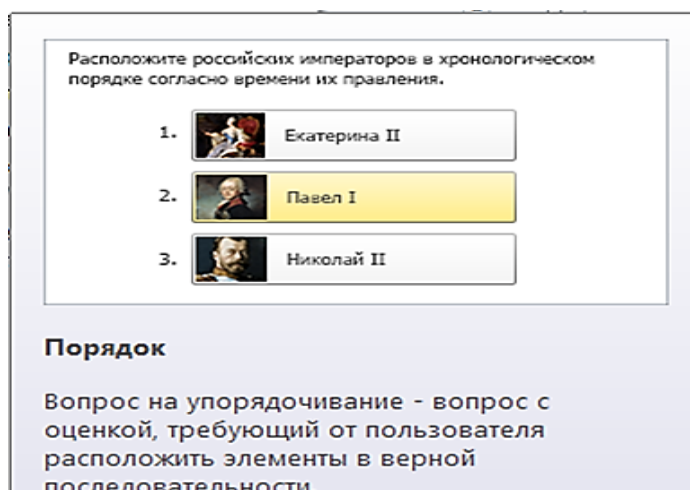 Расположите российских императоров в хронологическом
порядке согласно времени их правления.
1. Екатерина II
2. Павел I
3. Николай II
Порядок
Вопрос на упорядочивание - вопрос с
оценкой, требующий от пользователя
расположить элементы в верной
последовательности